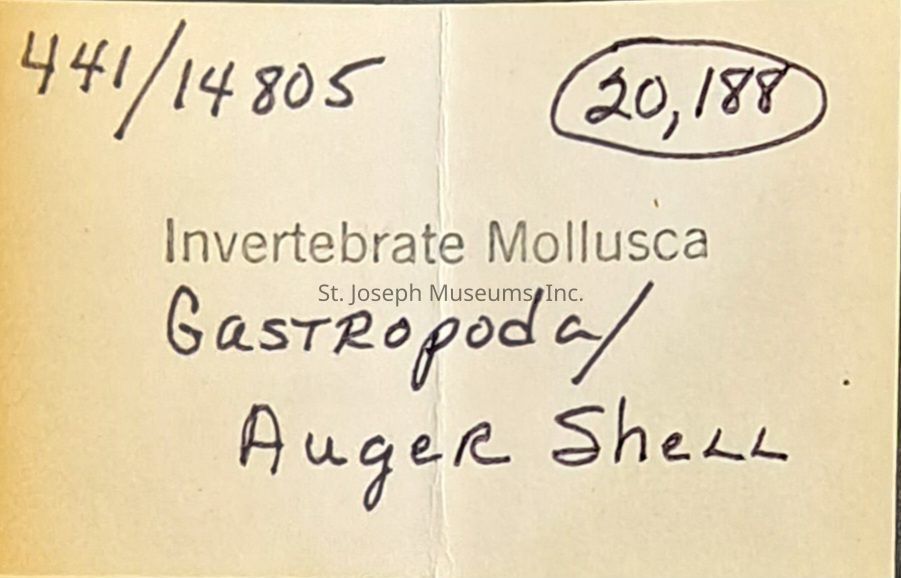 441/14805
20,188
Invertebrate Mollusca
St. Joseph Museums, Inc.
Gastropoda/
Auger Shell